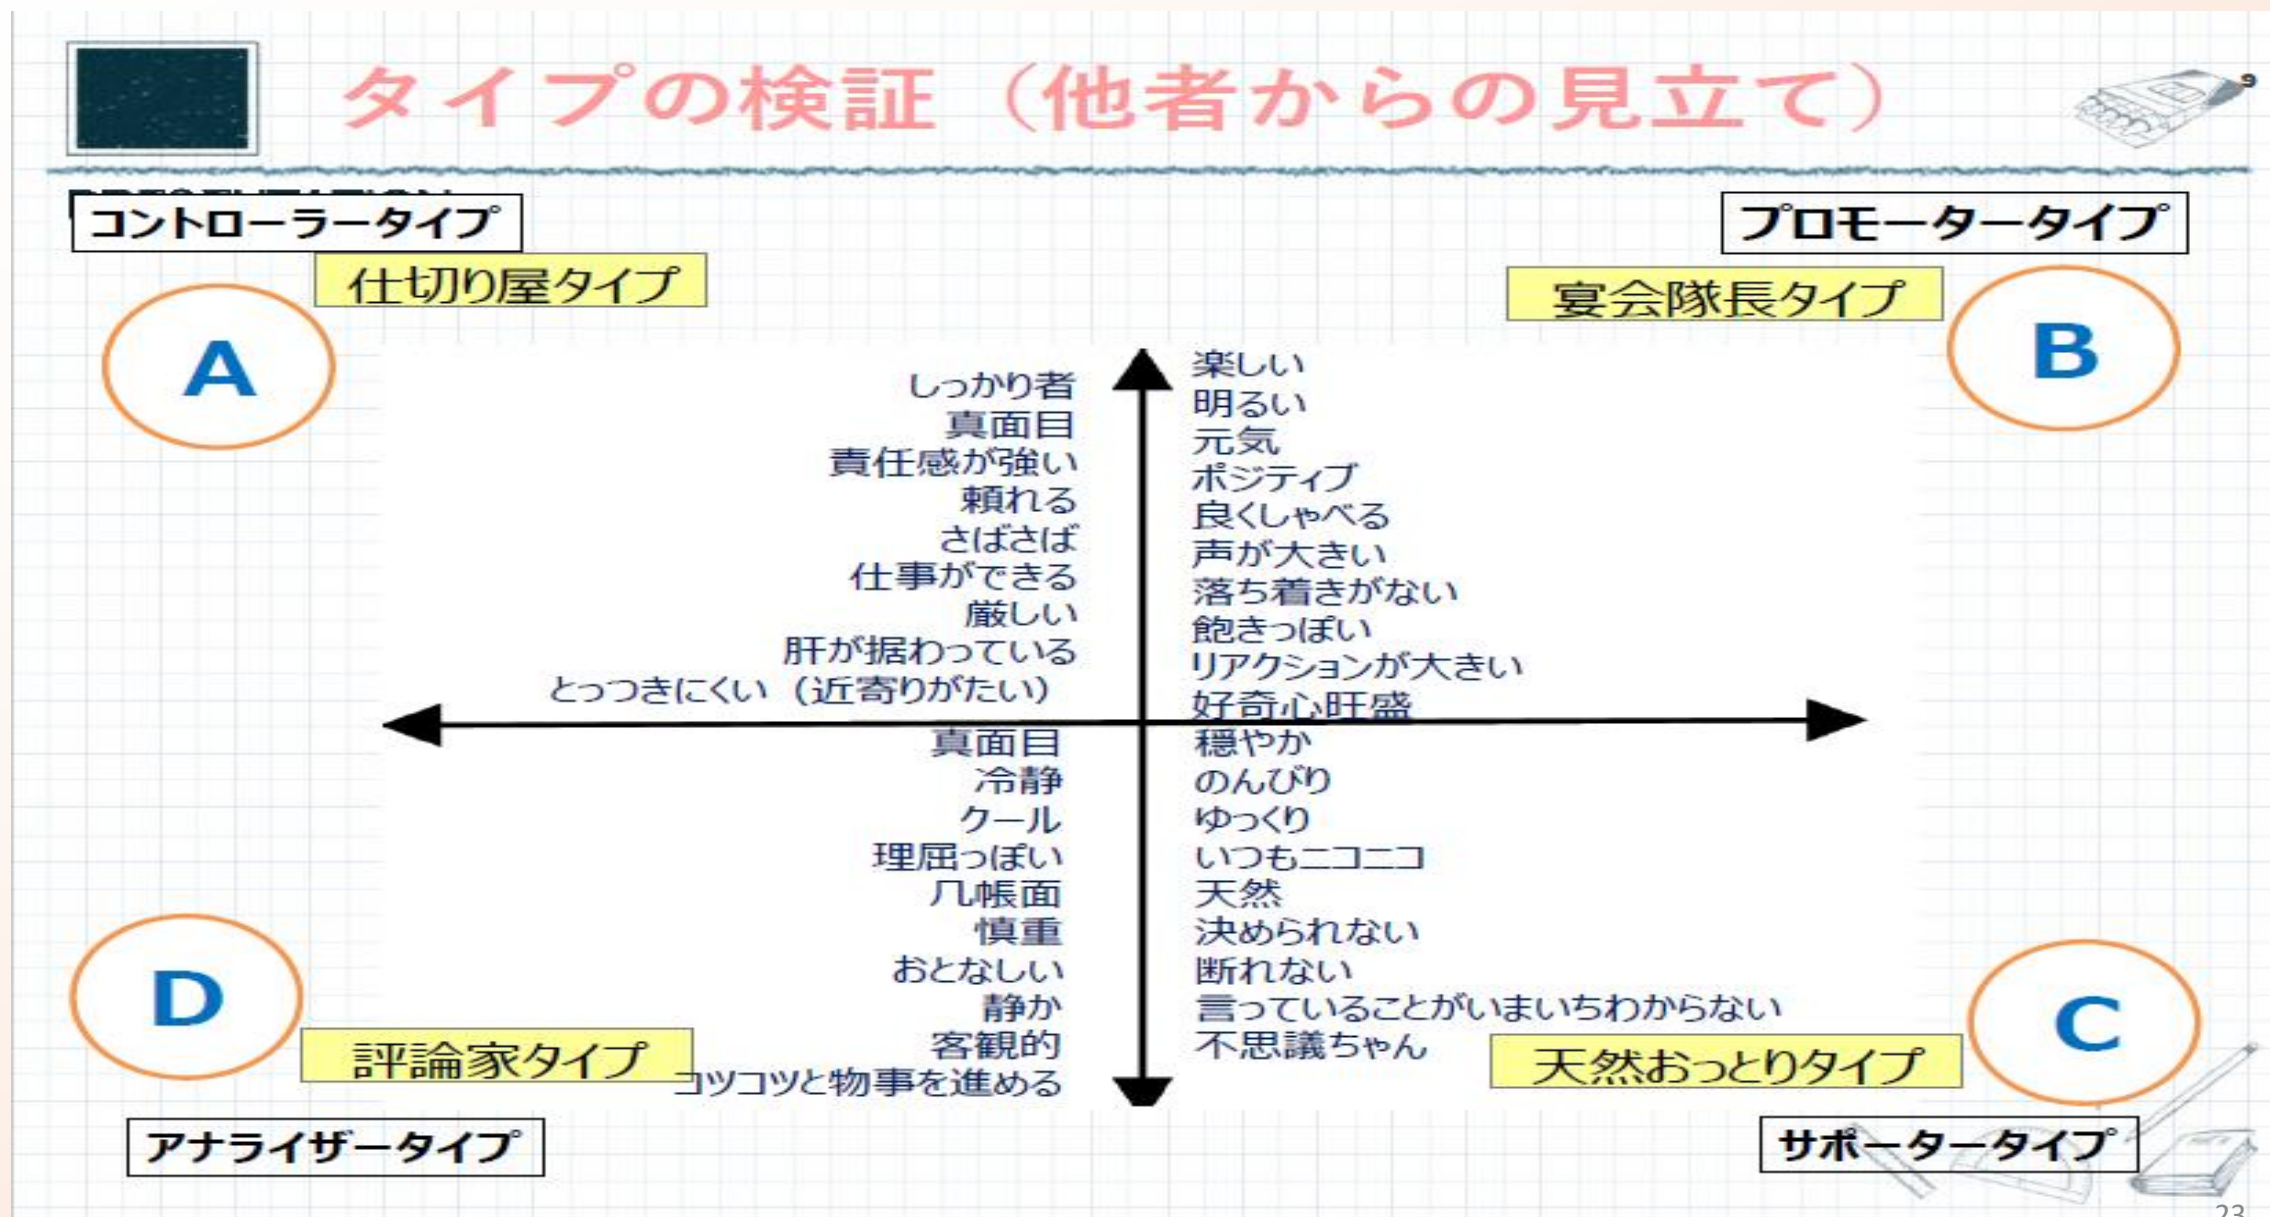 タイプの検証（他者からの見立て）
9
コントローラータイプ
仕切り屋タイプ
A
しっかり者
真面目
責任感が強い
頼れる
さばさば
仕事ができる
厳しい
肝が据わっている
とっつきにくい（近寄りがたい）
プロモータータイプ
宴会隊長タイプ
B
楽しい
明るい
元気
ポジティブ
良くしゃべる
声が大きい
落ち着きがない
飽きっぽい
リアクションが大きい
好奇心旺盛
真面目
冷静
クール
理屈っぽい
几帳面
慎重
おとなしい
静か
客観的
コツコツと物事を進める
D
評論家タイプ
アナライザータイプ
穏やか
のんびり
ゆっくり
いつもニコニコ
天然
決められない
断れない
言っていることがいまいちわからない
不思議ちゃん
C
天然おっとりタイプ
サポータータイプ
23